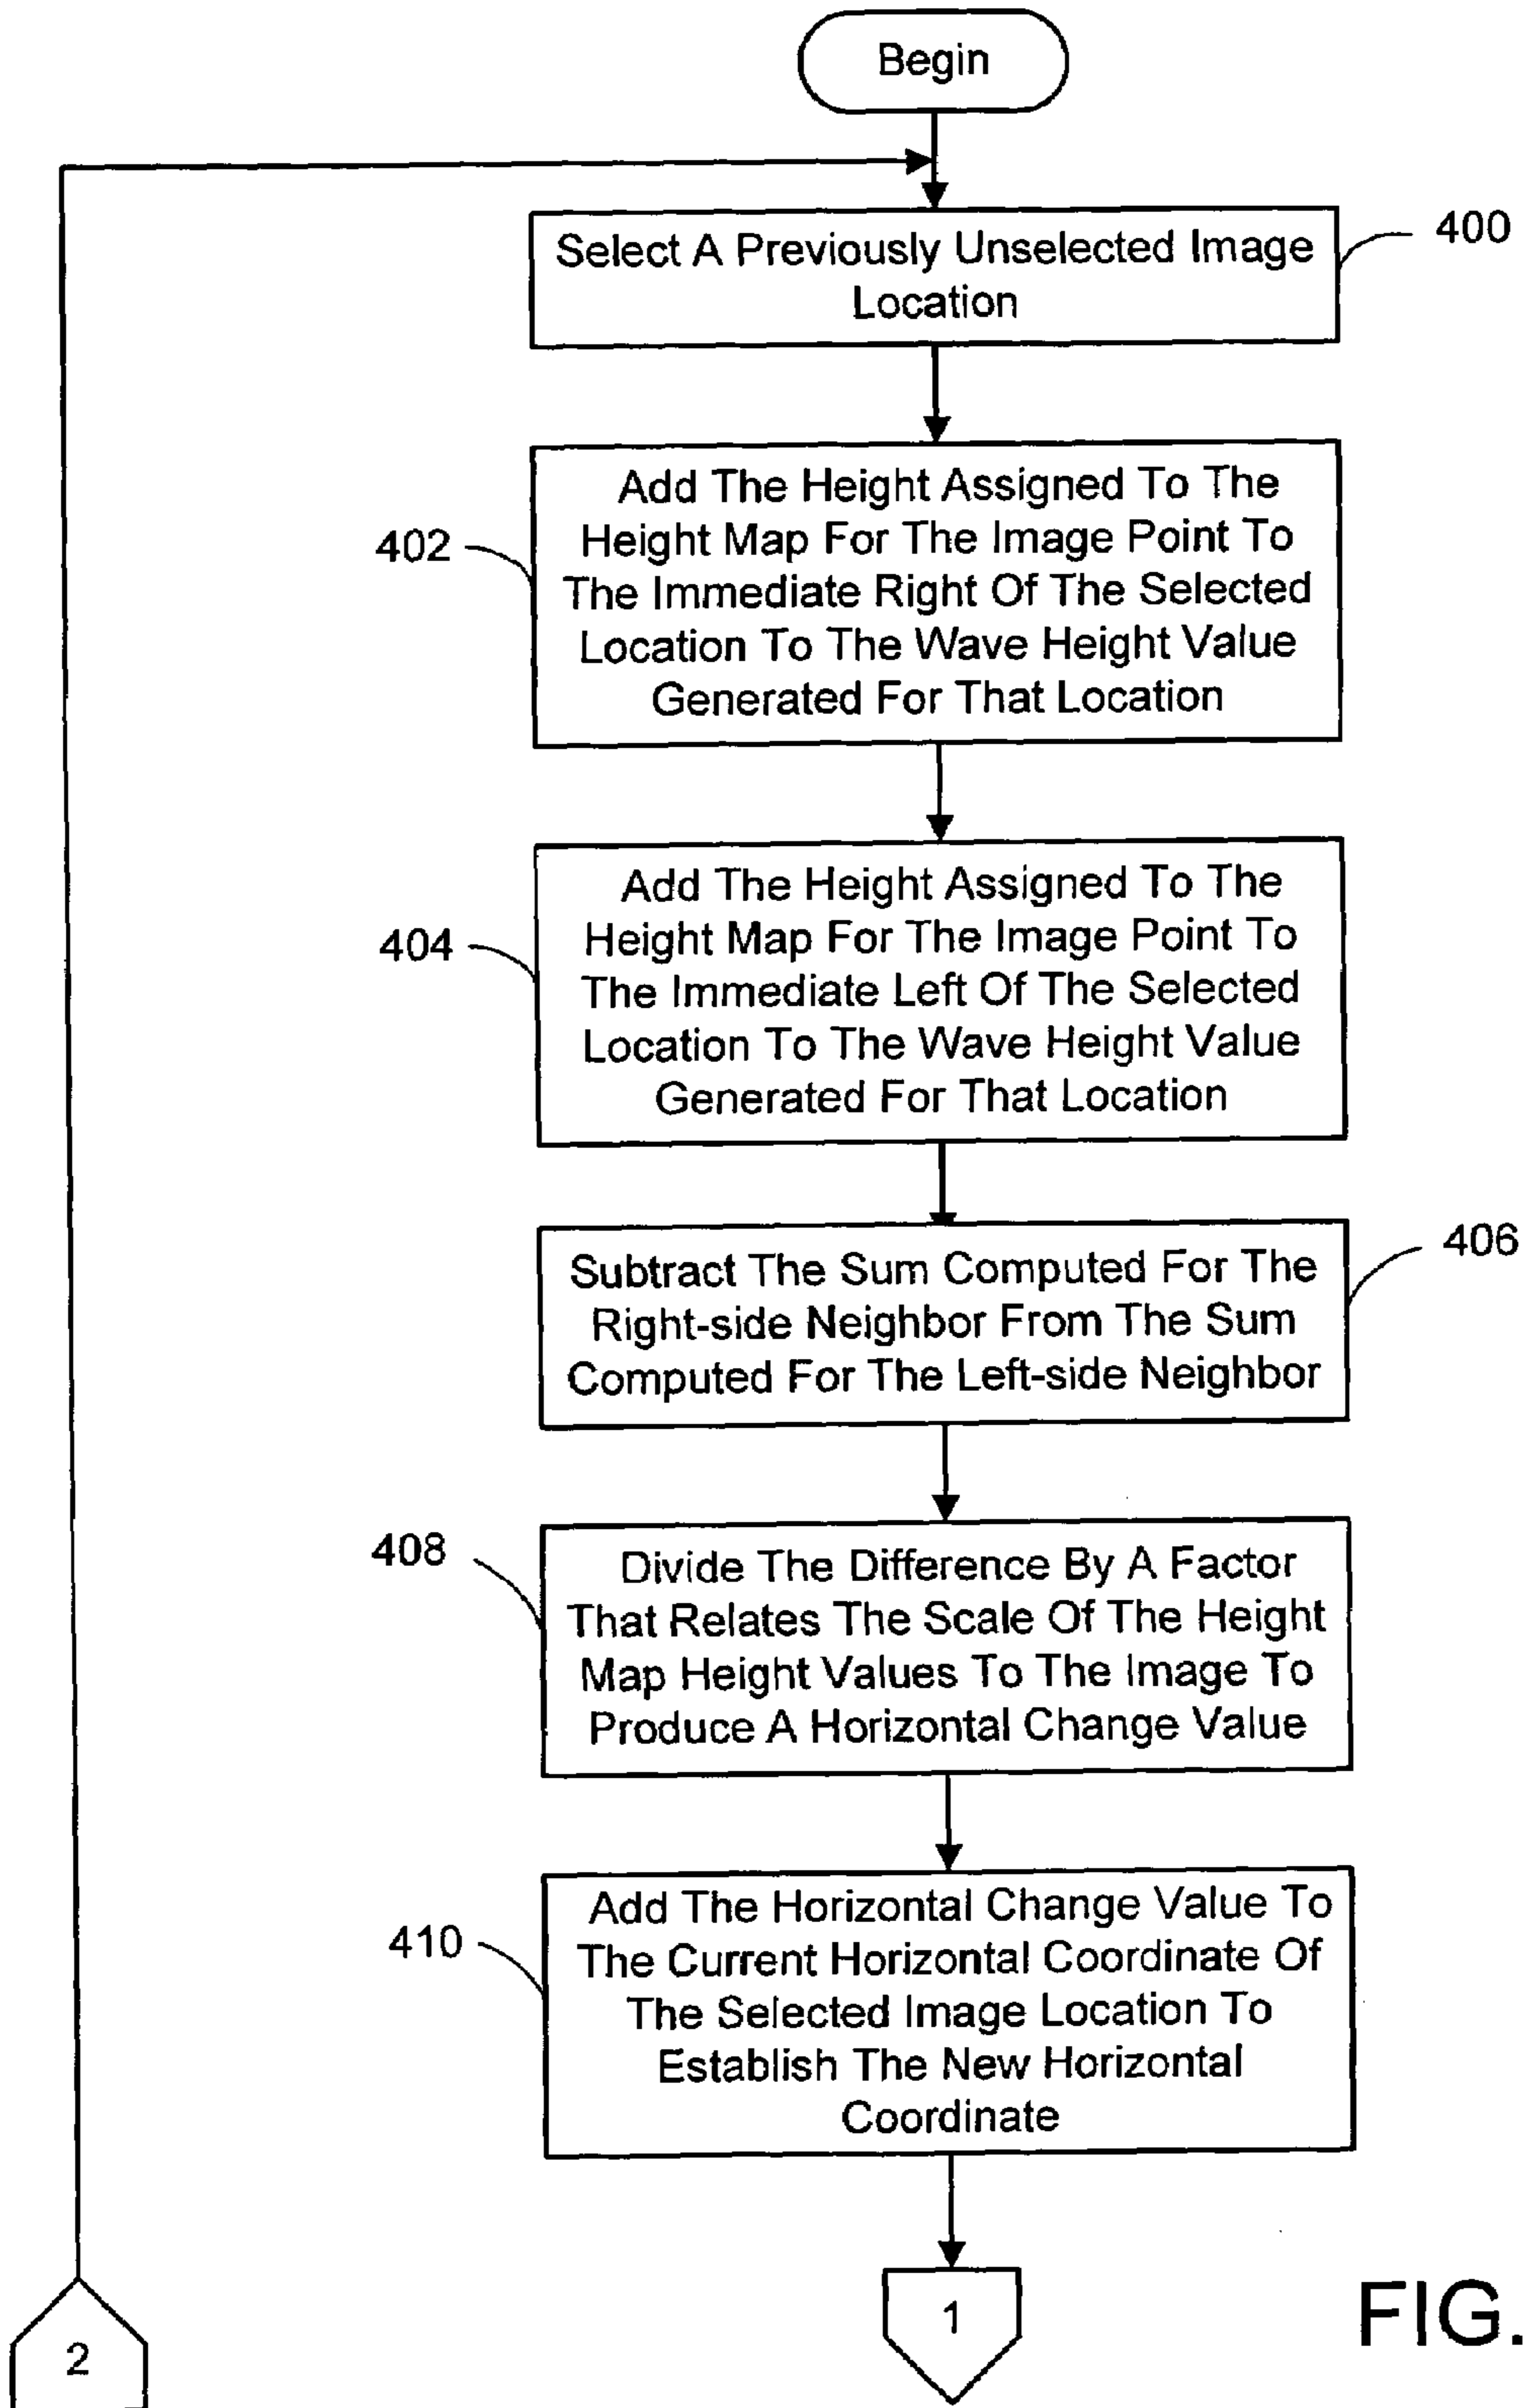 Begin
Select A Previously Unselected Image
Location
400
Add The Height Assigned To The
Height Map For The Image Point To
The Immediate Right Of The Selected
Location To The Wave Height Value
Generated For That Location
402
Add The Height Assigned To The
Height Map For The Image Point To
The Immediate Left Of The Selected
Location To The Wave Height Value
Generated For That Location
404
Subtract The Sum Computed For The
Right-side Neighbor From The Sum
Computed For The Left-side Neighbor
406
Divide The Difference By A Factor
That Relates The Scale Of The Height
Map Height Values To The Image To
Produce A Horizontal Change Value
408
Add The Horizontal Change Value To
The Current Horizontal Coordinate Of
The Selected Image Location To
Establish The New Horizontal
Coordinate
410
1
2
FIG.